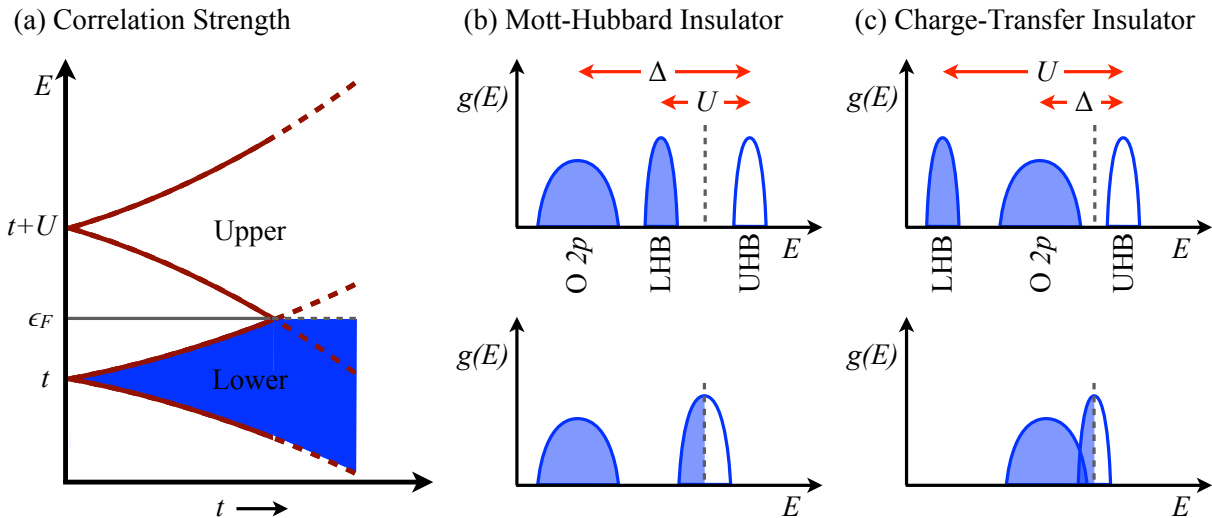 (a) Correlation Strength
E
t+U
Upper
ϵF
t
Lower
t
(b) Mott-Hubbard Insulator
Δ
U
g(E)
O 2p
LHB
UHB
E
g(E)
E
(c) Charge-Transfer Insulator
U
Δ
g(E)
LHB
O 2p
UHB
E
g(E)
E